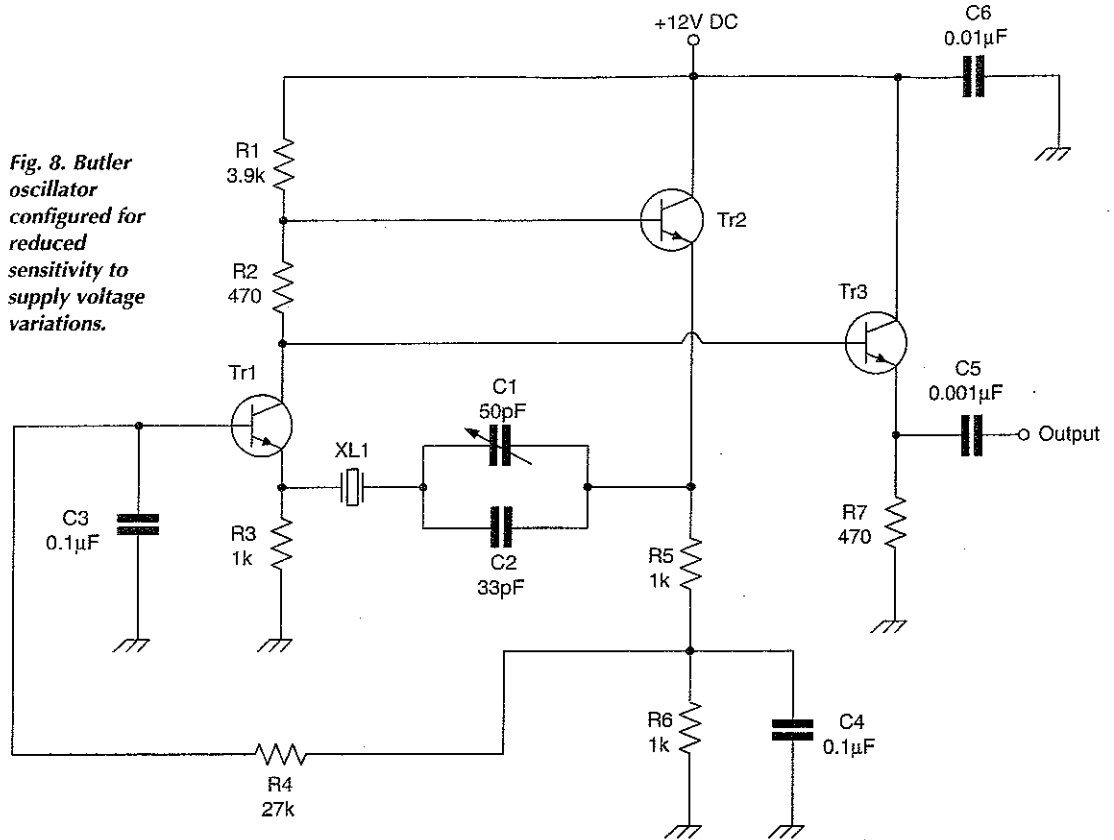 +12V DC
C6
0.01µF
Fig. 8. Butler
oscillator
configured for
reduced
sensitivity to
supply voltage
variations.
R1
3.9k
Tr2
R2
470
Tr3
Tr1
C1
50pF
C5
0.001µF
Output
XL1
C3
0.1µF
R3
1k
C2
33pF
R5
1k
R7
470
R6
1k
C4
0.1µF
R4
27k